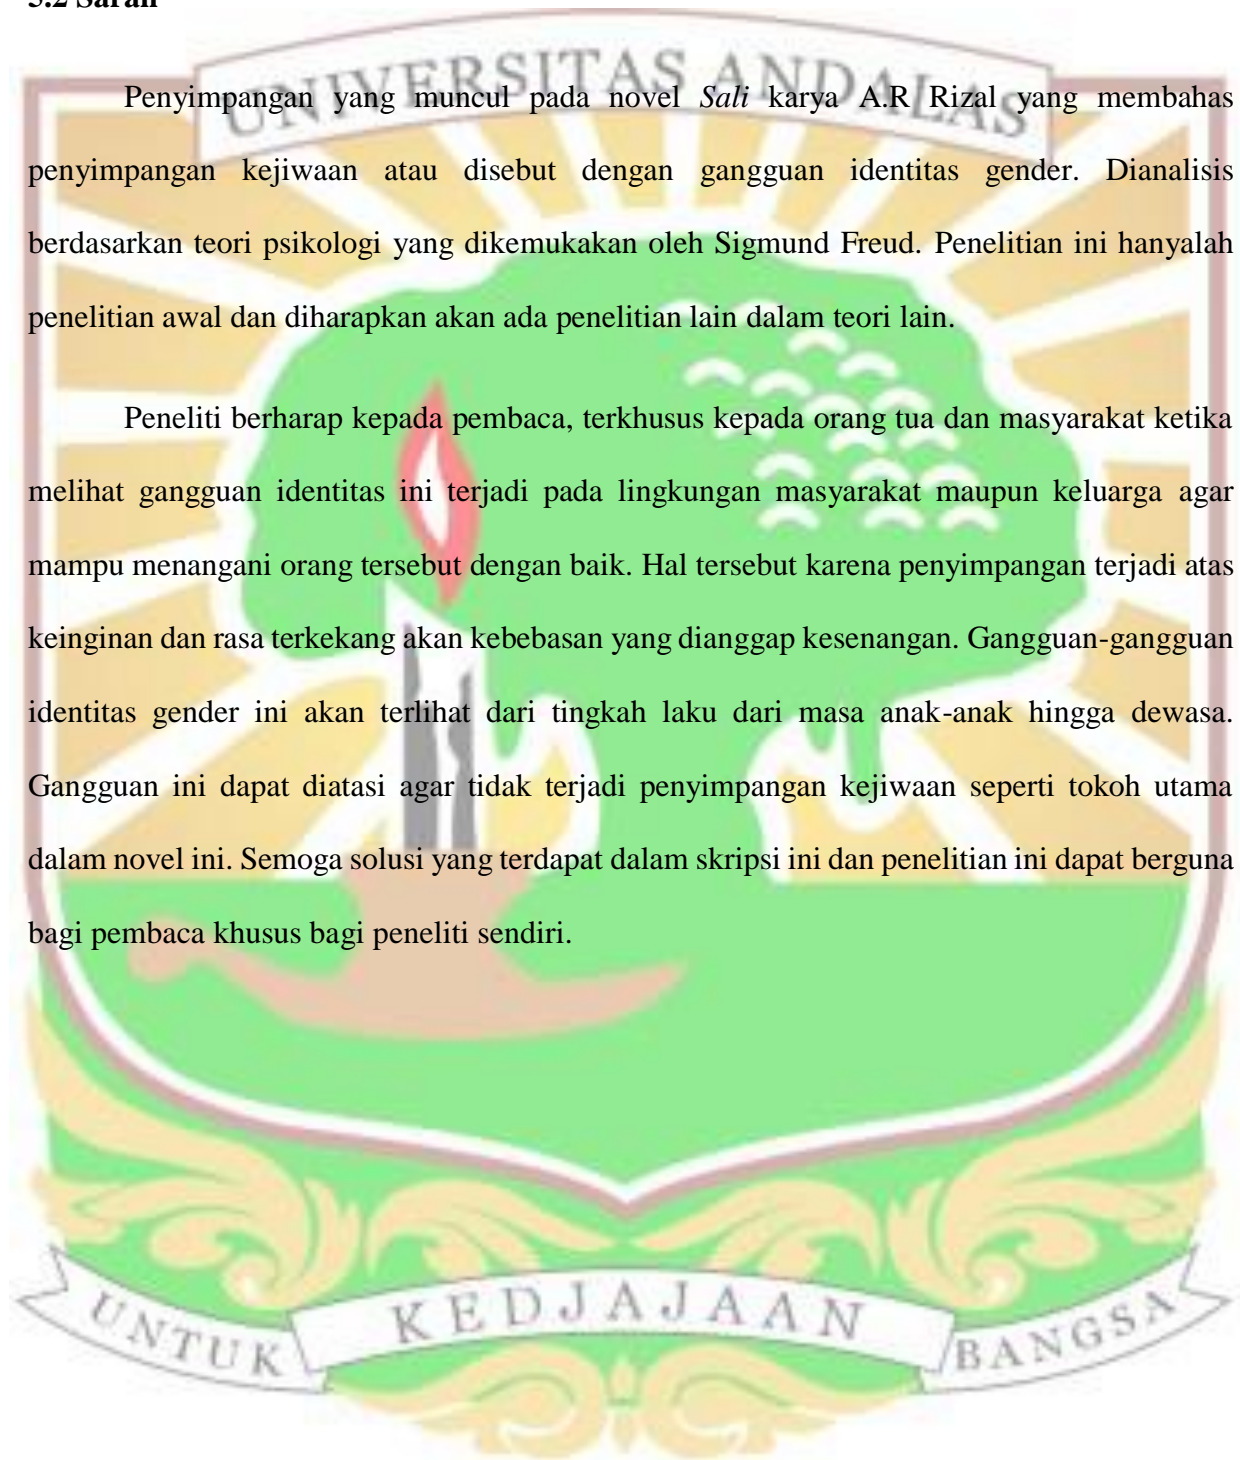 5.2 Saran
UNIVERSITAS ANDALAS
Penyimpangan yang muncul pada novel Sali karya A.R Rizal yang membahas
penyimpangan kejiwaan atau disebut dengan gangguan identitas gender. Dianalisis
berdasarkan teori psikologi yang dikemukakan oleh Sigmund Freud. Penelitian ini hanyalah
penelitian awal dan diharapkan akan ada penelitian lain dalam teori lain.
Peneliti berharap kepada pembaca, terkhusus kepada orang tua dan masyarakat ketika
melihat gangguan identitas ini terjadi pada lingkungan masyarakat maupun keluarga agar
mampu menangani orang tersebut dengan baik. Hal tersebut karena penyimpangan terjadi atas
keinginan dan rasa terkekang akan kebebasan yang dianggap kesenangan. Gangguan-gangguan
identitas gender ini akan terlihat dari tingkah laku dari masa anak-anak hingga dewasa.
Gangguan ini dapat diatasi agar tidak terjadi penyimpangan kejiwaan seperti tokoh utama
dalam novel ini. Semoga solusi yang terdapat dalam skripsi ini dan penelitian ini dapat berguna
bagi pembaca khusus bagi peneliti sendiri.
UNTUK KEDJAJAAN BANGSA